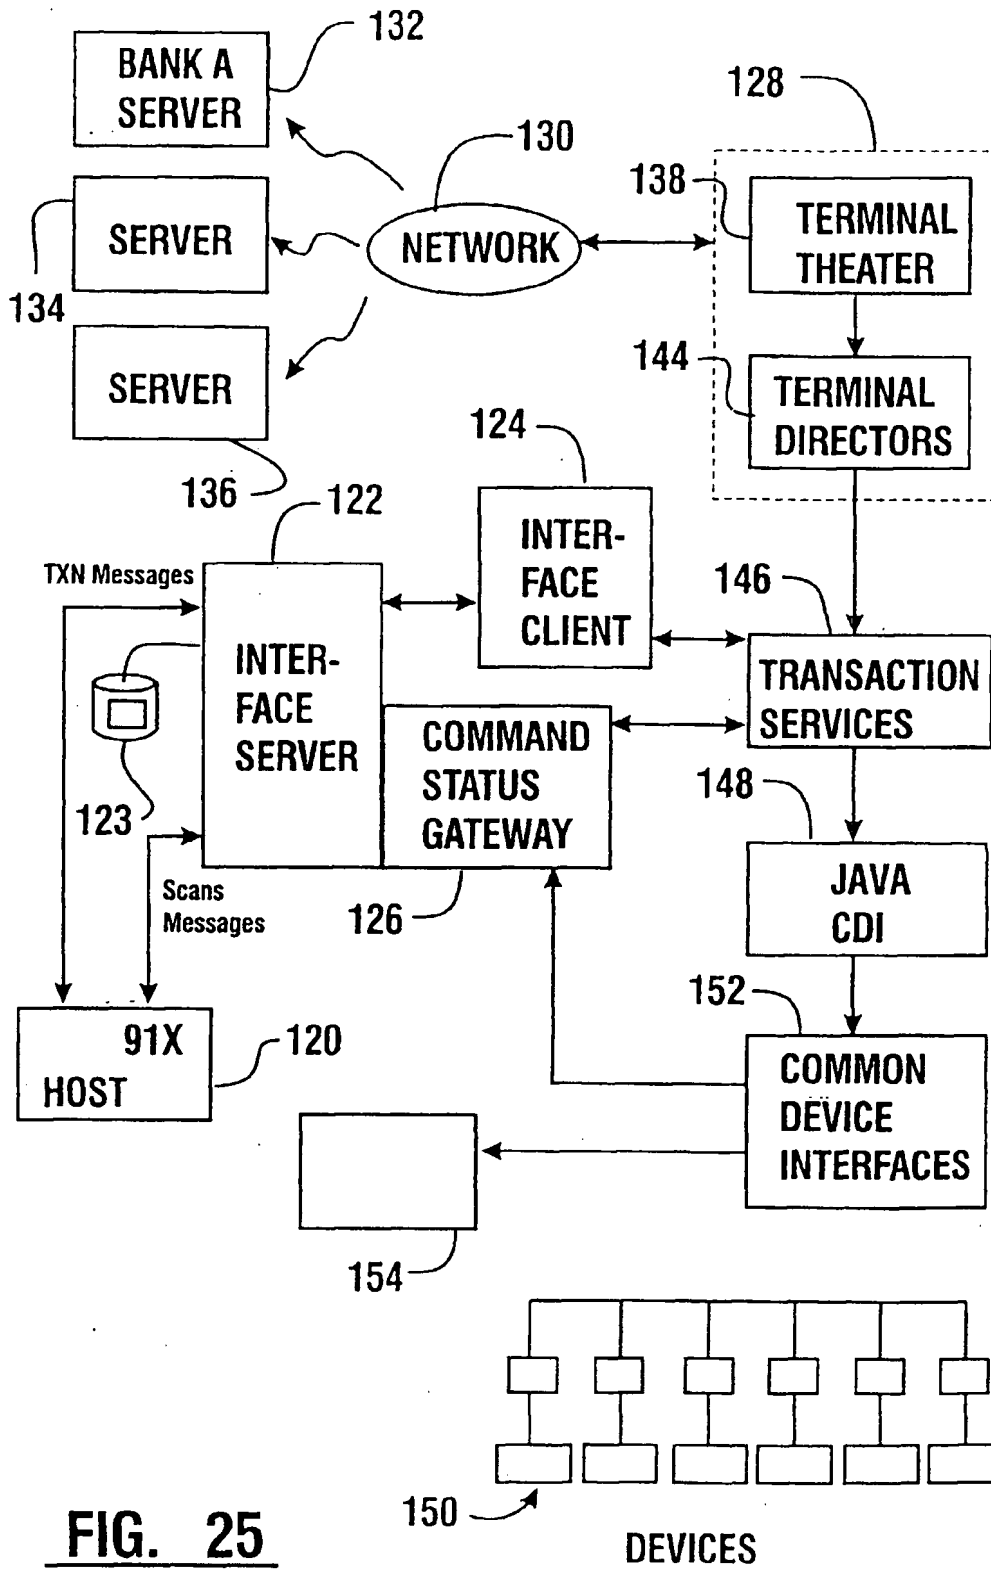 132
BANK A
SERVER
128
130
138
TERMINAL
THEATER
SERVER
NETWORK
134
144
SERVER
TERMINAL
DIRECTORS
124
136
122
INTER-
FACE
CLIENT
TXN Messages
146
INTER-
FACE
SERVER
TRANSACTION
SERVICES
COMMAND
STATUS
GATEWAY
123
148
Scans
Messages
126
JAVA
CDI
152
91X
HOST
120
COMMON
DEVICE
INTERFACES
154
150
DEVICES
FIG. 25